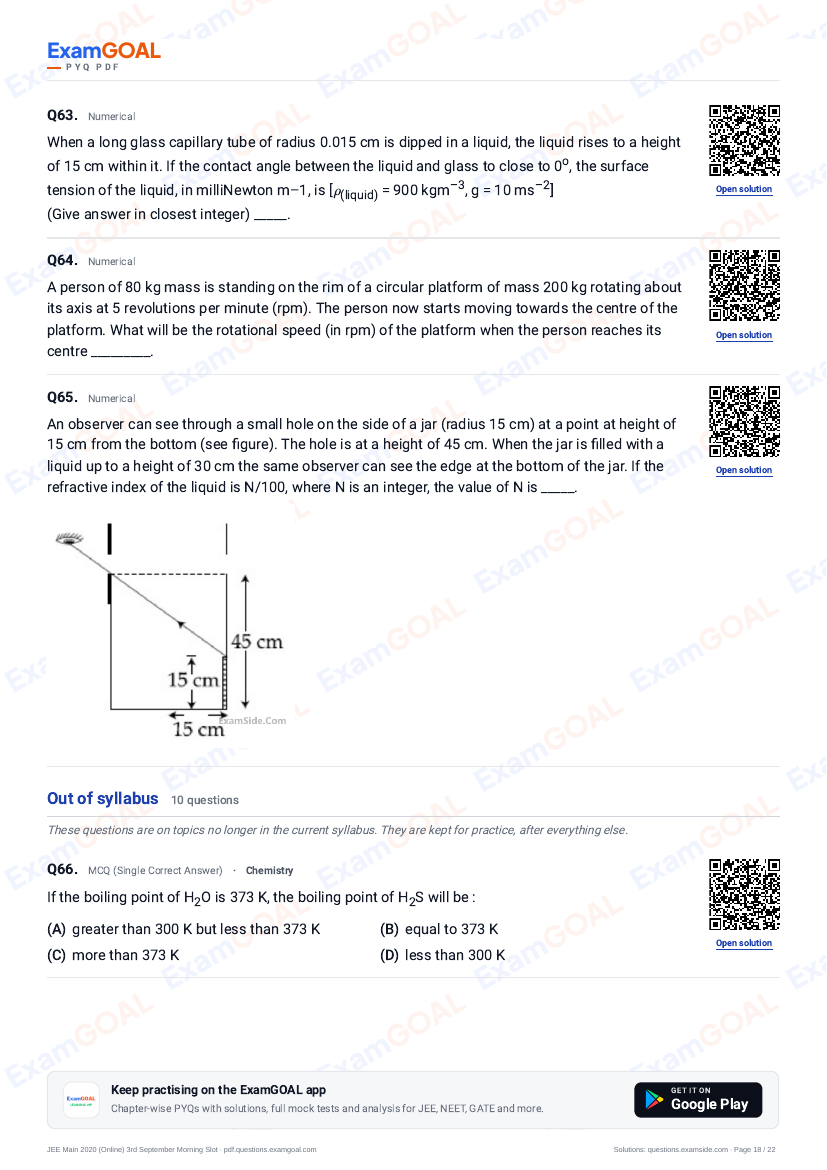 ExamGOAL
PYQ PDF
Q63. Numerical
When a long glass capillary tube of radius 0.015 cm is dipped in a liquid, the liquid rises to a height
of 15 cm within it. If the contact angle between the liquid and glass to close to 0º, the surface
tension of the liquid, in milliNewton m−1, is [ρ(liquid) = 900 kgm−3, g = 10 ms−2]
(Give answer in closest integer) _____.
Open solution
Q64. Numerical
A person of 80 kg mass is standing on the rim of a circular platform of mass 200 kg rotating about
its axis at 5 revolutions per minute (rpm). The person now starts moving towards the centre of the
platform. What will be the rotational speed (in rpm) of the platform when the person reaches its
centre _________.
Open solution
Q65. Numerical
An observer can see through a small hole on the side of a jar (radius 15 cm) at a point at height of
15 cm from the bottom (see figure). The hole is at a height of 45 cm. When the jar is filled with a
liquid up to a height of 30 cm the same observer can see the edge at the bottom of the jar. If the
refractive index of the liquid is N/100, where N is an integer, the value of N is _____.
Open solution
45 cm
15 cm
15 cm
ExamSide.Com
Out of syllabus 10 questions
These questions are on topics no longer in the current syllabus. They are kept for practice, after everything else.
Q66. MCQ (Single Correct Answer) · Chemistry
If the boiling point of H2O is 373 K, the boiling point of H2S will be :
(A) greater than 300 K but less than 373 K (B) equal to 373 K
(C) more than 373 K (D) less than 300 K
Open solution
Keep practising on the ExamGOAL app
Chapter-wise PYQs with solutions, full mock tests and analysis for JEE, NEET, GATE and more.
GET IT ON
Google Play
JEE Main 2020 (Online) 3rd September Morning Slot · pdf.questions.examgoal.com Solutions: questions.examside.com · Page 18 / 22